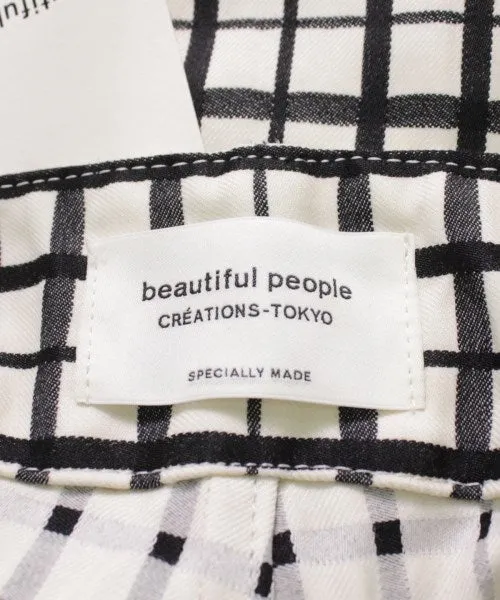 beautiful people
CRÉATIONS-TOKYO
SPECIALLY MADE